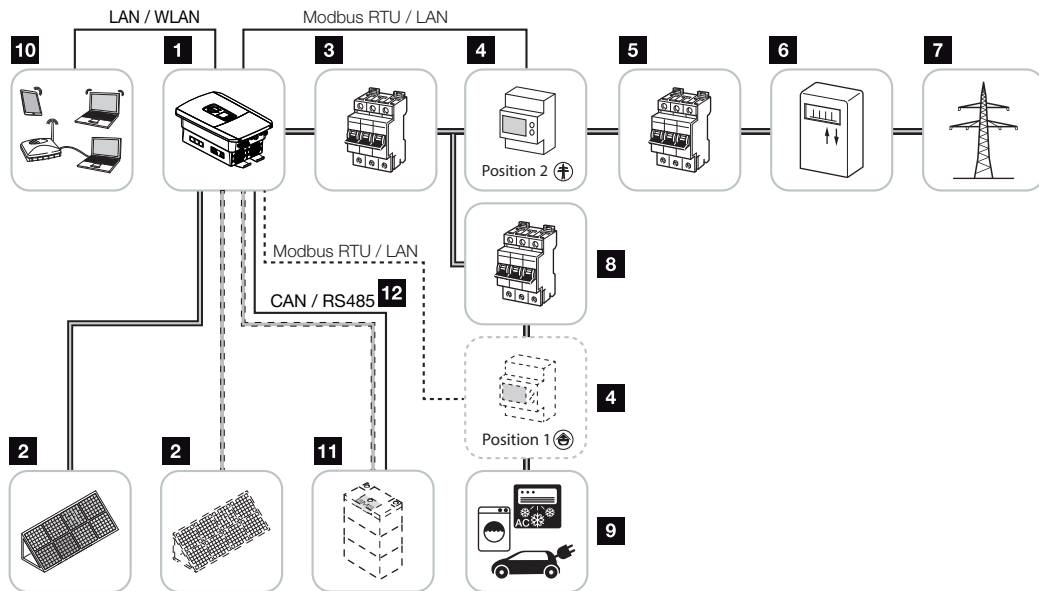 LAN / WLAN
Modbus RTU / LAN
10
1
3
4
5
6
7
Position 2
Modbus RTU / LAN
8
CAN / RS485
12
4
Position 1
2
2
11
9
AC